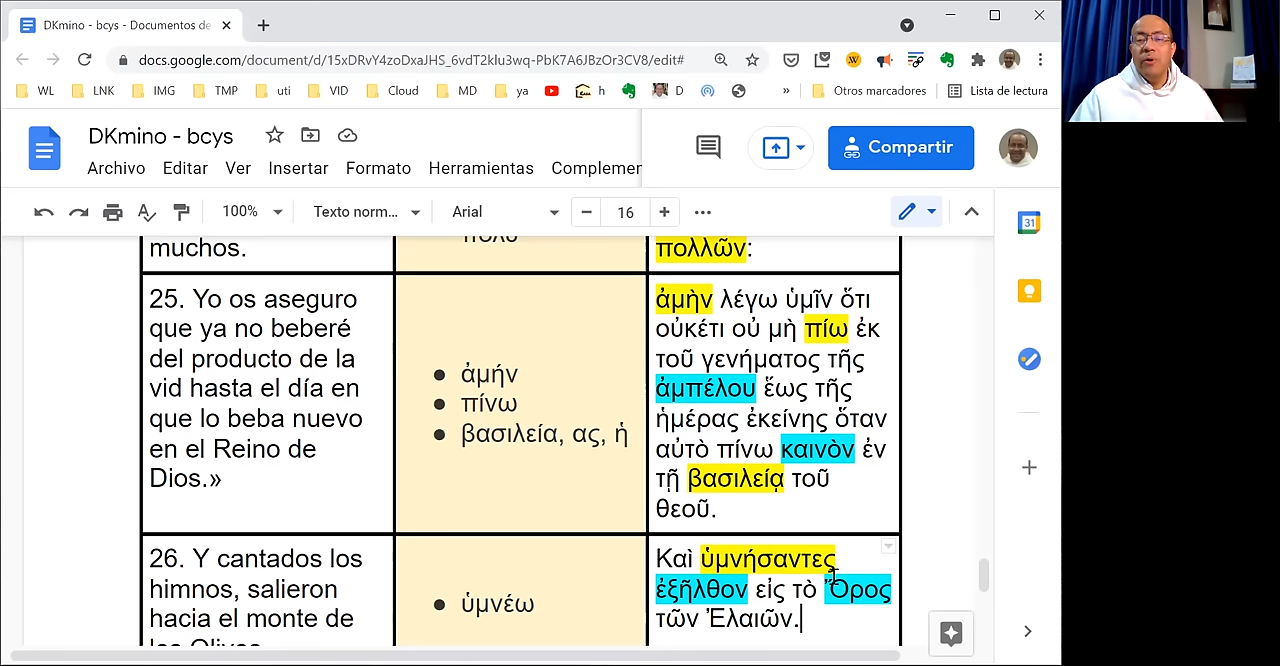 DKmino - bcys - Documentos de
docs.google.com/document/d/15xDRvY4zoDxaJHS_6vdT2klu3wq-PbK7A6JBzOr3CV8/edit#
WL LNK IMG TMP uti VID Cloud MD ya h D » Otros marcadores Lista de lectura
DKmino - bcys
Compartir
Archivo Editar Ver Insertar Formato Herramientas Complemen
100% Texto norm... Arial 16
31
muchos.
πολλῶν:
25. Yo os aseguro
que ya no beberé
del producto de la
vid hasta el día en
que lo beba nuevo
en el Reino de
Dios.»
ἀμήν
πίνω
βασιλεία, ας, ἡ
ἀμὴν λέγω ὑμῖν ὅτι
οὐκέτι οὐ μὴ πίω ἐκ
τοῦ γενήματος τῆς
ἀμπέλου ἕως τῆς
ἡμέρας ἐκείνης ὅταν
αὐτὸ πίνω καινὸν ἐν
τῇ βασιλείᾳ τοῦ
θεοῦ.
26. Y cantados los
himnos, salieron
hacia el monte de
los Olivos
ὑμνέω
Καὶ ὑμνήσαντες
ἐξῆλθον εἰς τὸ Ὄρος
τῶν Ἐλαιῶν.